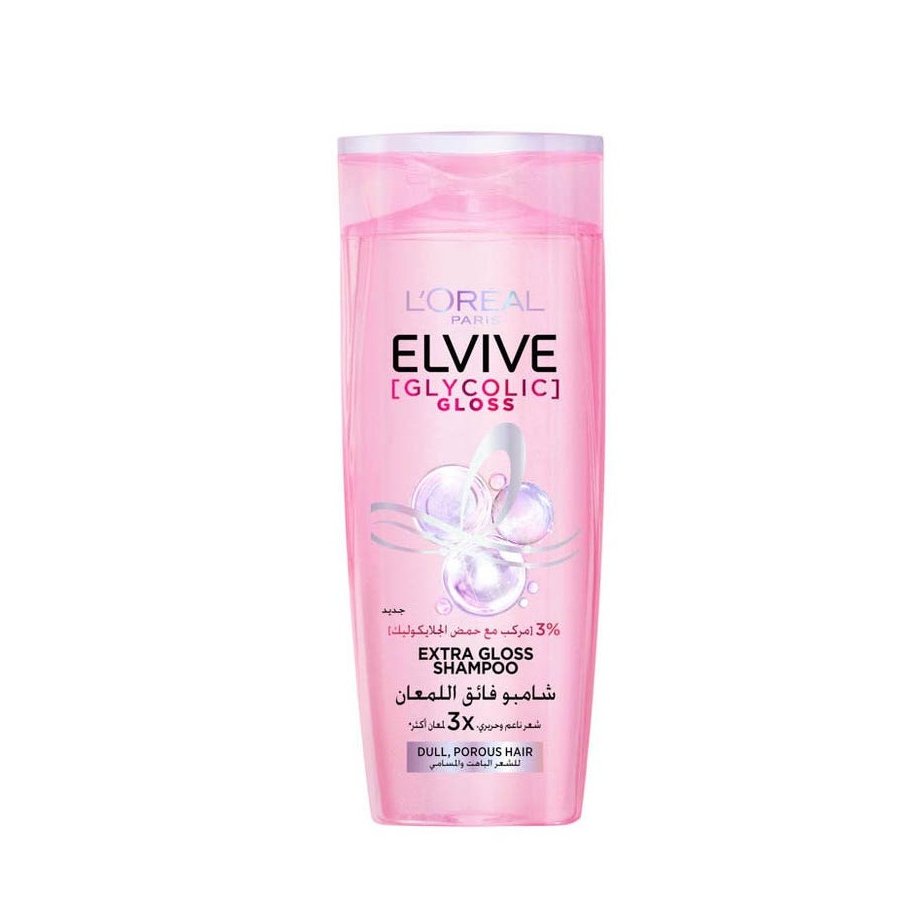 L'ORÉAL
PARIS
ELVIVE
[GLYCOLIC]
GLOSS
جديد
3% [مركب مع حمض الجلايكوليك]
EXTRA GLOSS
SHAMPOO
شامبو فائق اللمعان
شعر ناعم وحريري، 3X لمعان أكثر*
DULL, POROUS HAIR
للشعر الباهت والمسامي